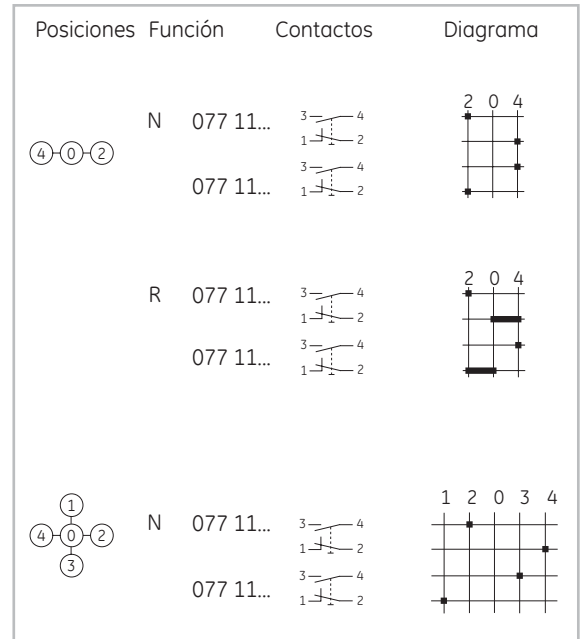 Posiciones Función Contactos Diagrama
2 0 4
N 077 11... 3 4
4 0 2 1 2
3 4
077 11... 1 2
2 0 4
R 077 11... 3 4
1 2
3 4
077 11... 1 2
1 2 0 3 4
1
N 077 11... 3 4
4 0 2 1 2
3 3 4
077 11... 1 2